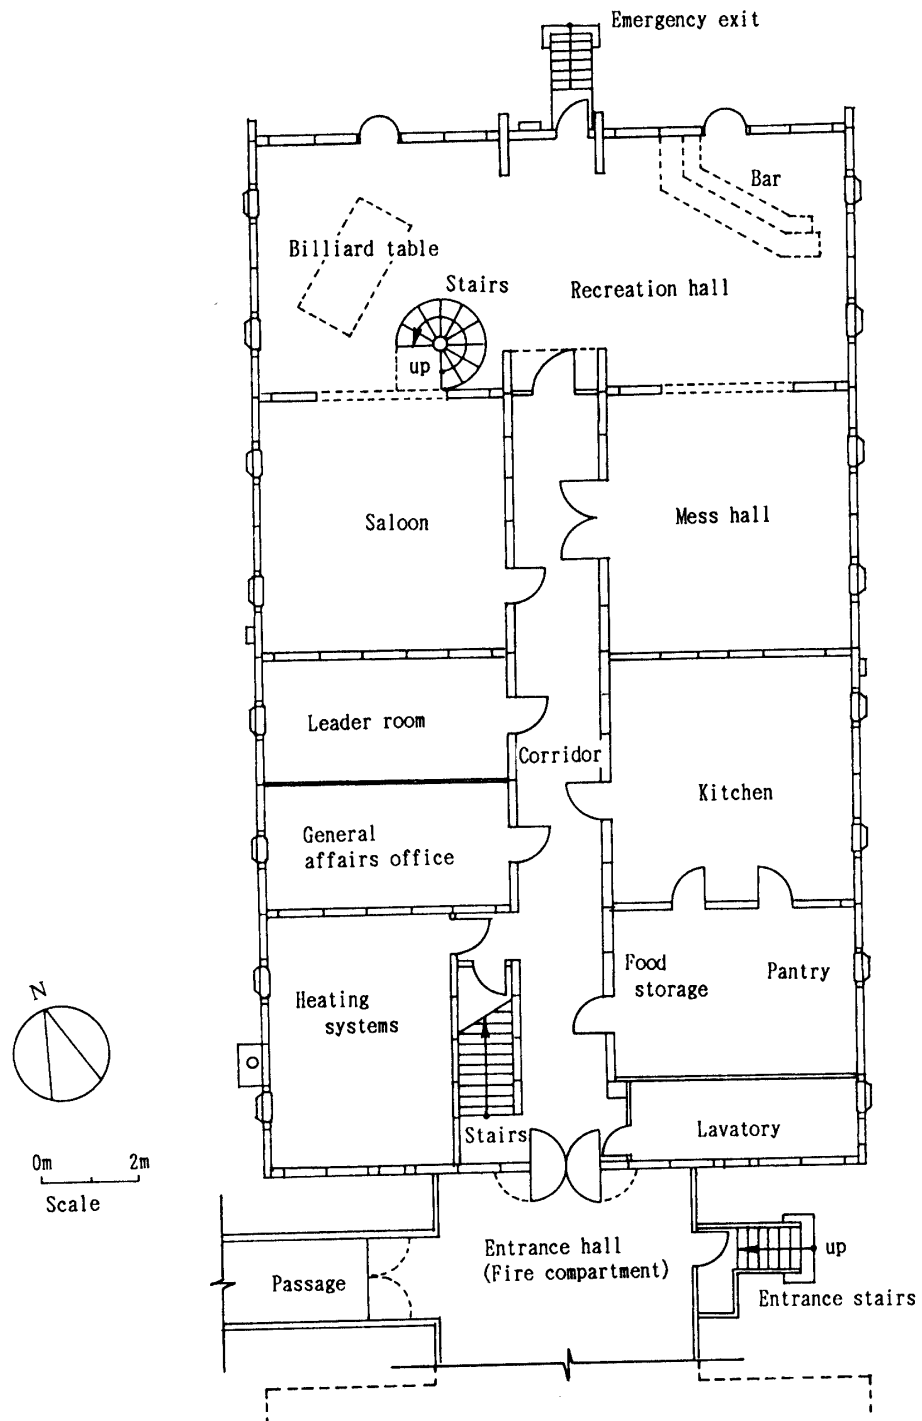 Emergency exit
Bar
Billiard table
Stairs
Recreation hall
up
Saloon
Mess hall
Leader room
Corridor
Kitchen
General
affairs office
Food
storage
Pantry
N
Heating
systems
Stairs
Lavatory
0m 2m
Scale
Entrance hall
(Fire compartment)
up
Passage
Entrance stairs